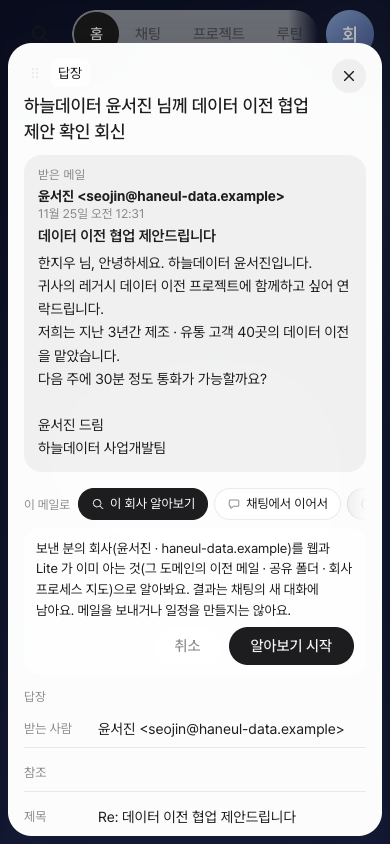 홈 채팅 프로젝트 루틴 회
답장
하늘데이터 윤서진 님께 데이터 이전 협업
제안 확인 회신
받은 메일
윤서진 <seojin@haneul-data.example>
11월 25일 오전 12:31
데이터 이전 협업 제안드립니다
한지우 님, 안녕하세요. 하늘데이터 윤서진입니다.
귀사의 레거시 데이터 이전 프로젝트에 함께하고 싶어 연
락드립니다.
저희는 지난 3년간 제조 · 유통 고객 40곳의 데이터 이전
을 맡았습니다.
다음 주에 30분 정도 통화가 가능할까요?
윤서진 드림
하늘데이터 사업개발팀
이 메일로 이 회사 알아보기 채팅에서 이어서
보낸 분의 회사(윤서진 · haneul-data.example)를 웹과
Lite 가 이미 아는 것(그 도메인의 이전 메일 · 공유 폴더 · 회사
프로세스 지도)으로 알아봐요. 결과는 채팅의 새 대화에
남아요. 메일을 보내거나 일정을 만들지는 않아요.
취소 알아보기 시작
답장
받는 사람 윤서진 <seojin@haneul-data.example>
참조
제목 Re: 데이터 이전 협업 제안드립니다